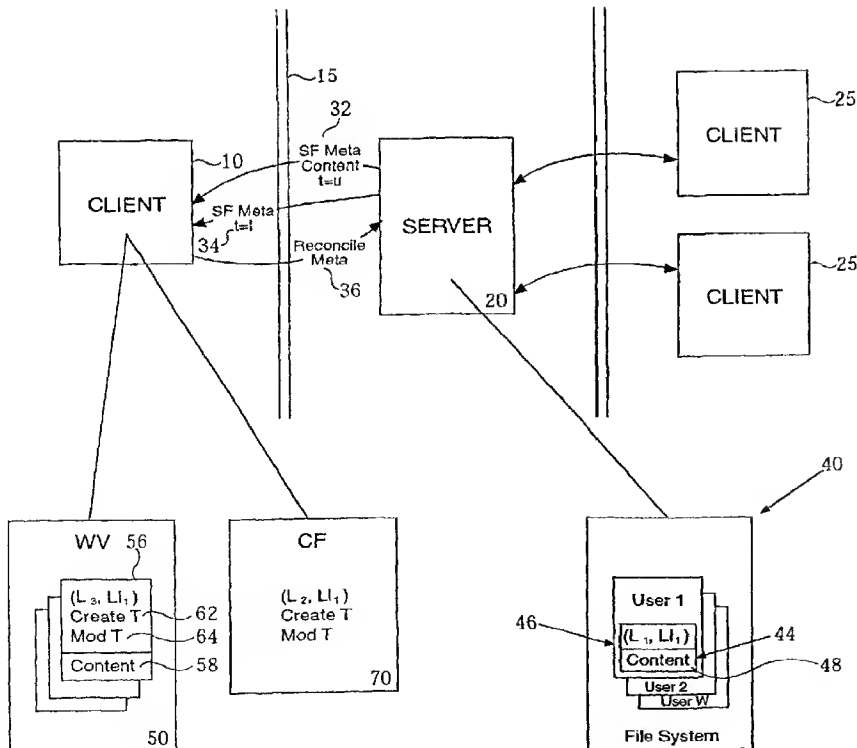 15
25
32
10
SF Meta
Content
t=u
CLIENT
CLIENT
SF Meta
t=i
SERVER
34
Reconcile
Meta
25
36
20
CLIENT
40
WV
56
CF
(L₃, LI₁)
Create T
62
Mod T
64
Content
58
50
(L₂, LI₁)
Create T
Mod T
70
User 1
46
(L₁, LI₁)
44
Content
48
User 2
User W
File System